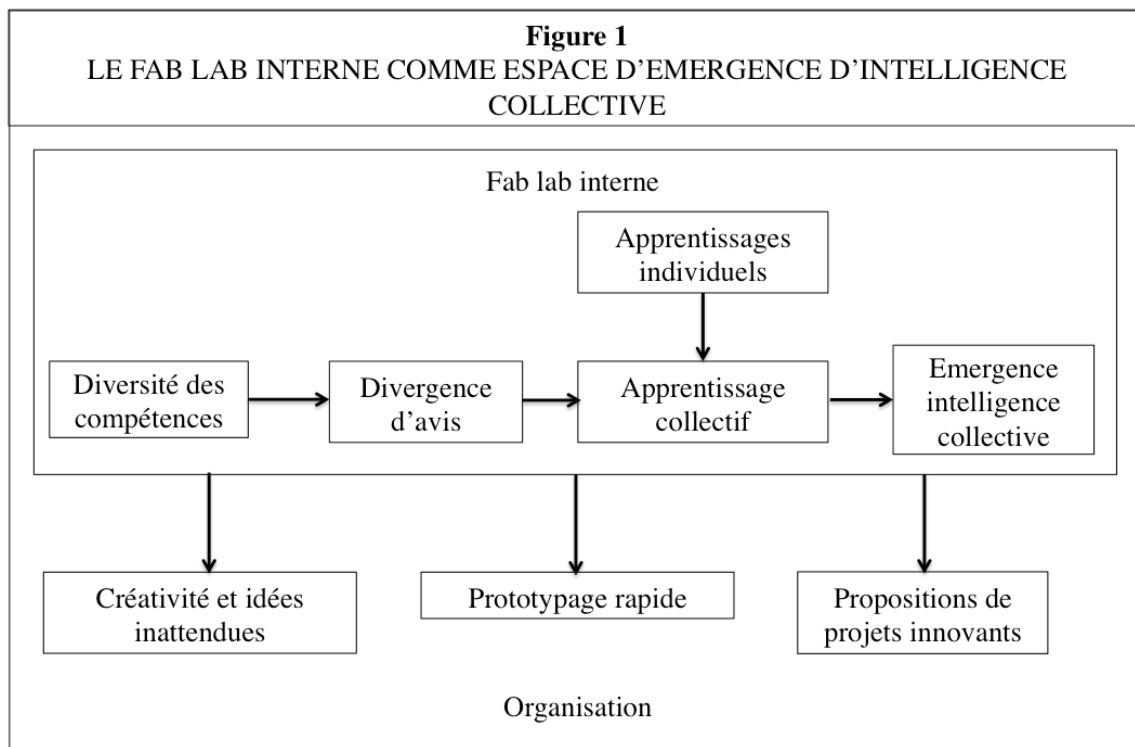 Figure 1
LE FAB LAB INTERNE COMME ESPACE D’EMERGENCE D’INTELLIGENCE
COLLECTIVE
Fab lab interne
Apprentissages
individuels
Diversité des
compétences
Divergence
d’avis
Apprentissage
collectif
Emergence
intelligence
collective
Créativité et idées
inattendues
Prototypage rapide
Propositions de
projets innovants
Organisation